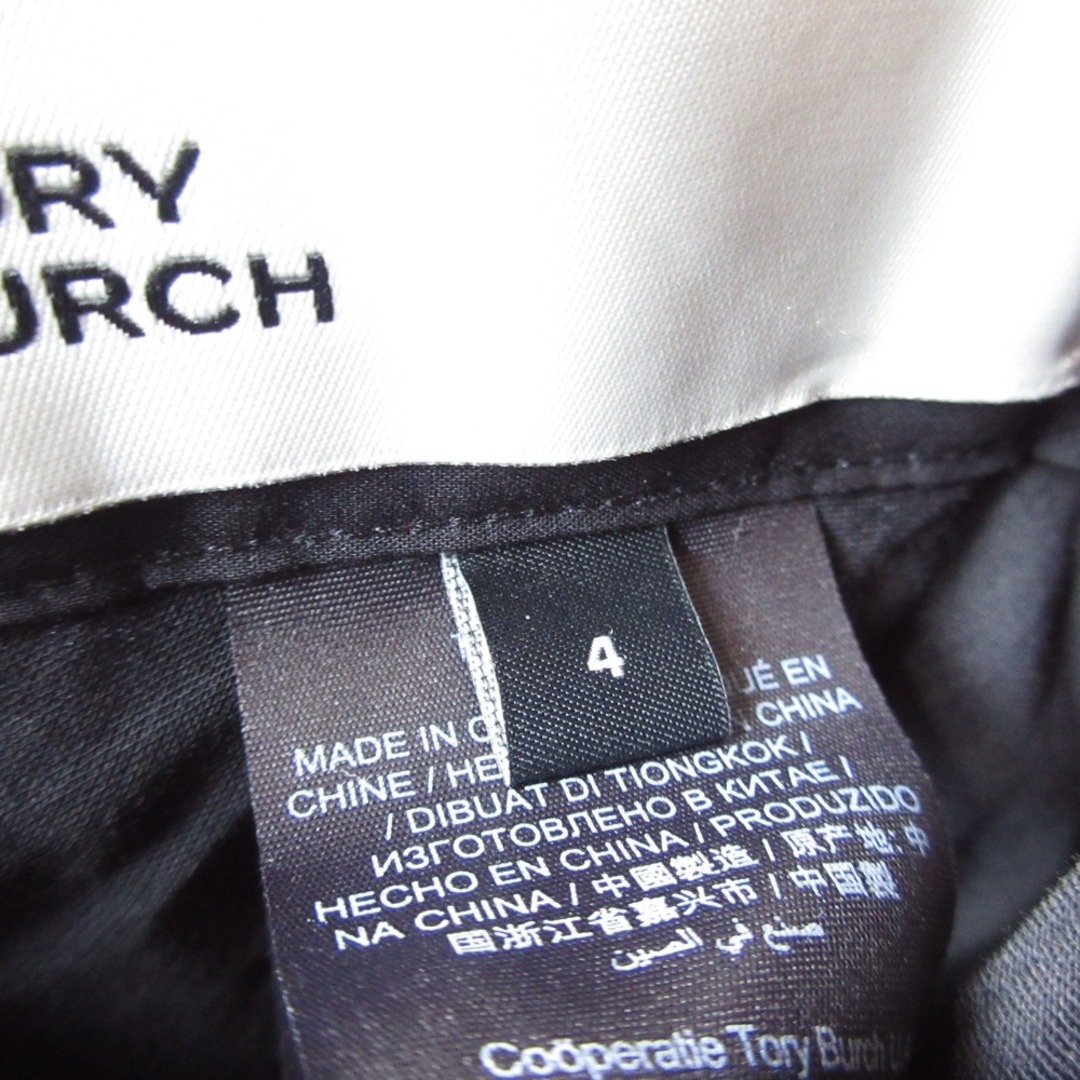 ORY
URCH
4
UÉ EN
MADE IN C
CHINA
CHINE / HE
/ DIBUAT DI TIONGKOK /
ИЗГОТОВЛЕНО В КИТАЕ /
HECHO EN CHINA / PRODUZIDO
NA CHINA / 中國製造 / 原产地: 中
国浙江省嘉兴市 / 中国製
صنع في الصين
Coöperatie Tory Burch